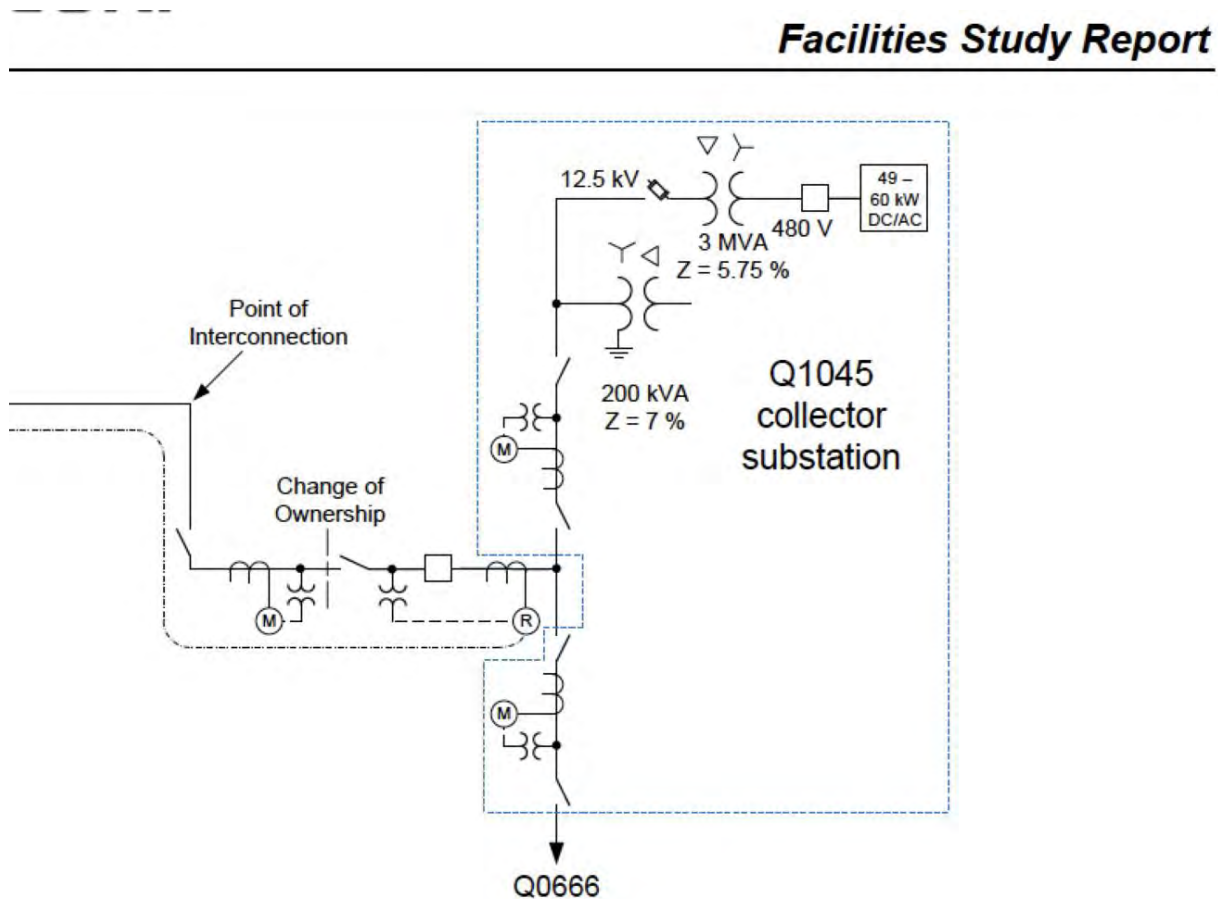 Facilities Study Report
12.5 kV
49 –
60 kW
DC/AC
480 V
3 MVA
Z = 5.75 %
Point of
Interconnection
200 kVA
Z = 7 %
Q1045
collector
substation
M
Change of
Ownership
M
R
M
Q0666